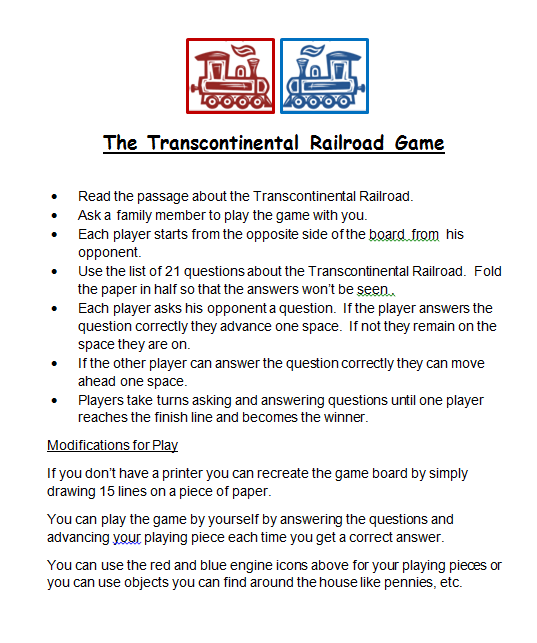 The Transcontinental Railroad Game
• Read the passage about the Transcontinental Railroad.
• Ask a family member to play the game with you.
• Each player starts from the opposite side of the board from his
opponent.
• Use the list of 21 questions about the Transcontinental Railroad. Fold
the paper in half so that the answers won't be seen.
• Each player asks his opponent a question. If the player answers the
question correctly they advance one space. If not they remain on the
space they are on.
• If the other player can answer the question correctly they can move
ahead one space.
• Players take turns asking and answering questions until one player
reaches the finish line and becomes the winner.
Modifications for Play
If you don't have a printer you can recreate the game board by simply
drawing 15 lines on a piece of paper.
You can play the game by yourself by answering the questions and
advancing your playing piece each time you get a correct answer.
You can use the red and blue engine icons above for your playing pieces or
you can use objects you can find around the house like pennies, etc.